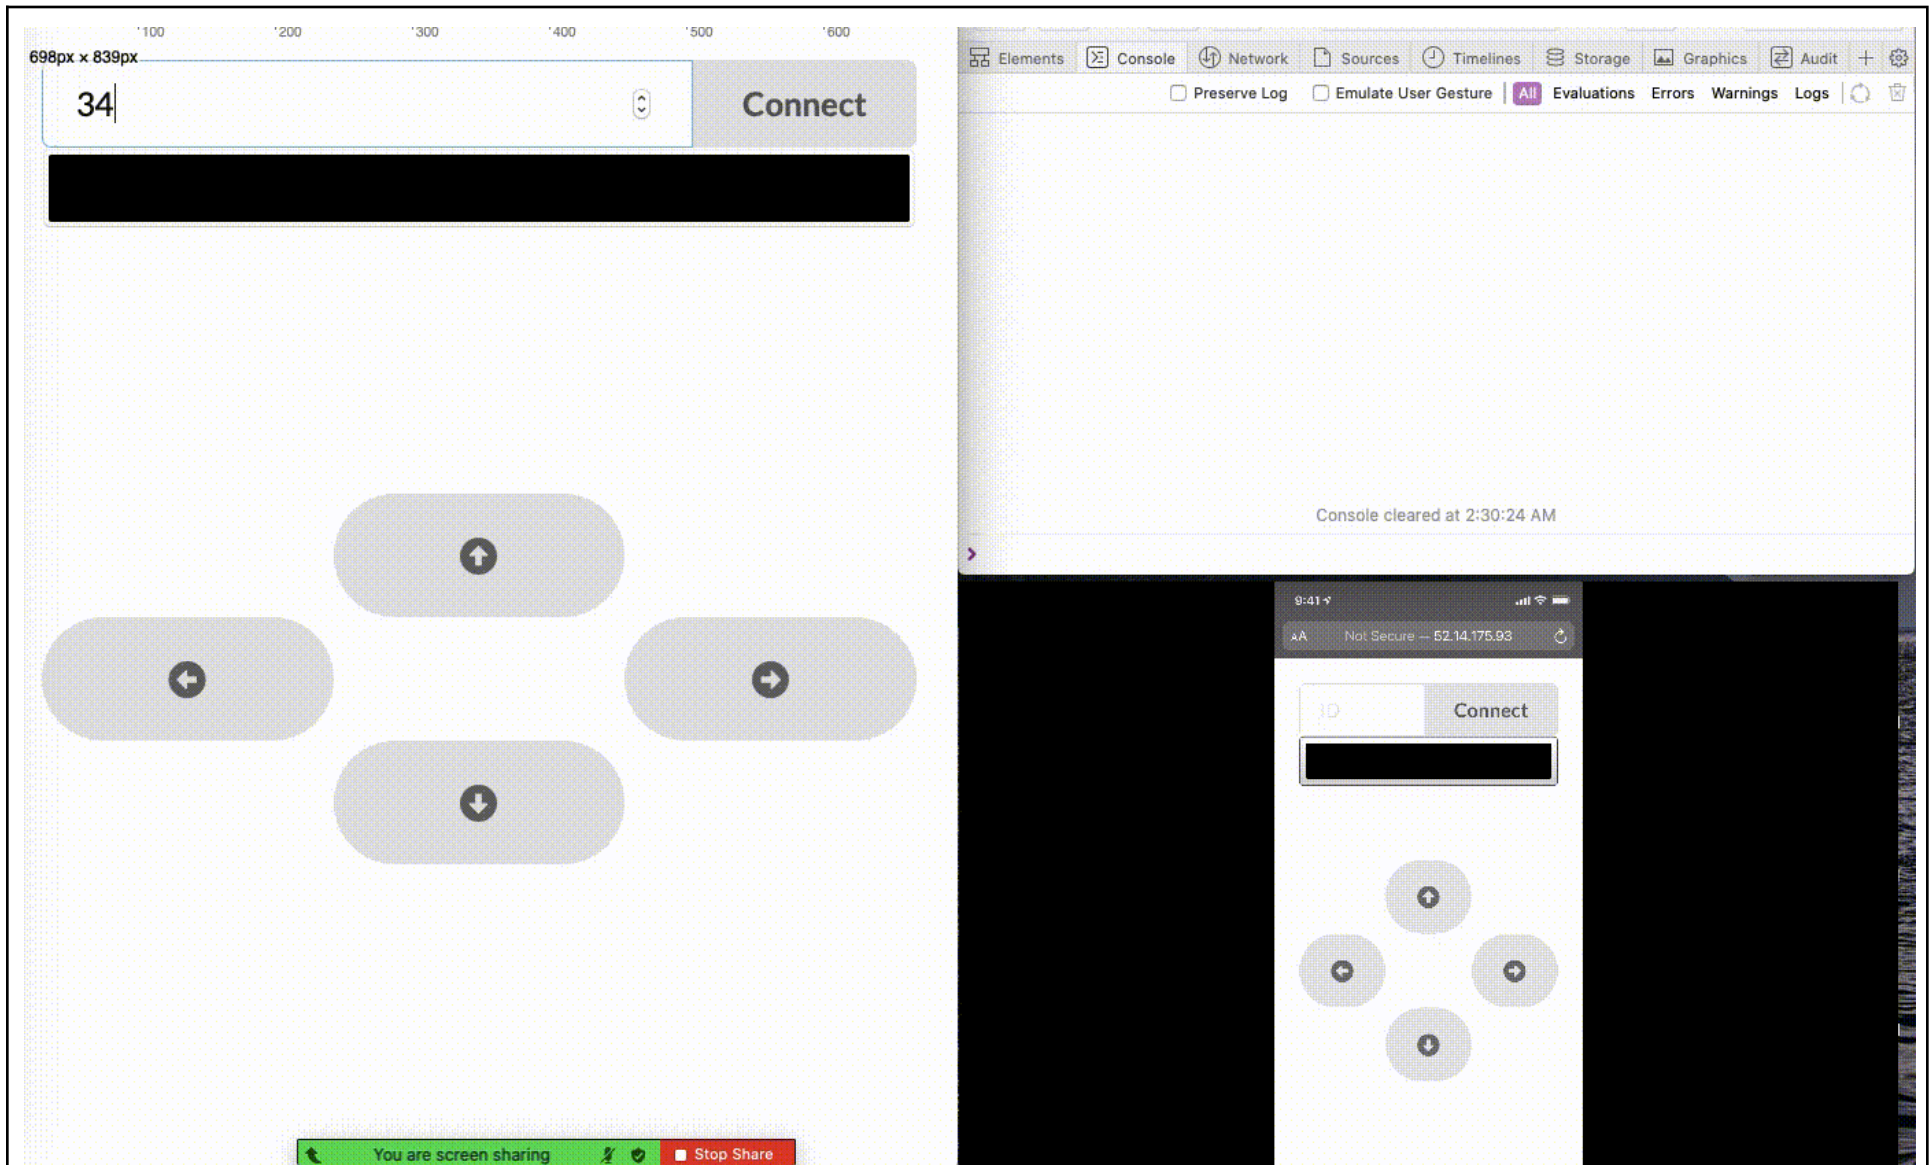 100 200 300 400 500 600
698px × 839px
34
Connect
Elements Console Network Sources Timelines Storage Graphics Audit
Preserve Log Emulate User Gesture All Evaluations Errors Warnings Logs
Console cleared at 2:30:24 AM
9:41
AA Not Secure — 52.14.175.93
ID Connect
You are screen sharing Stop Share